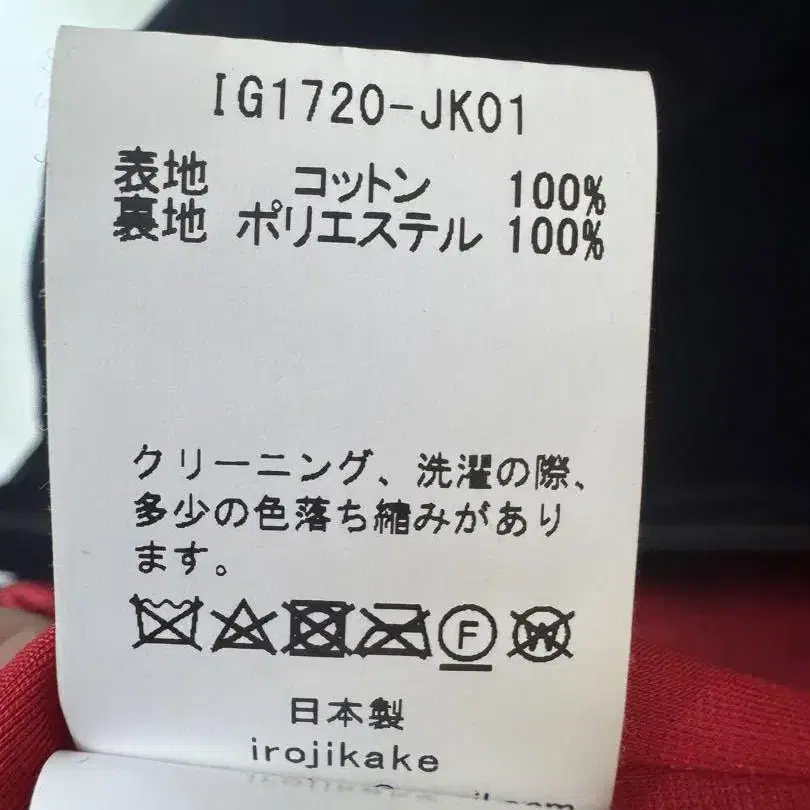 IG1720-JK01
表地 コットン 100%
裏地 ポリエステル 100%
クリーニング、洗濯の際、
多少の色落ち縮みがあり
ます。
F W
日本製
irojikake